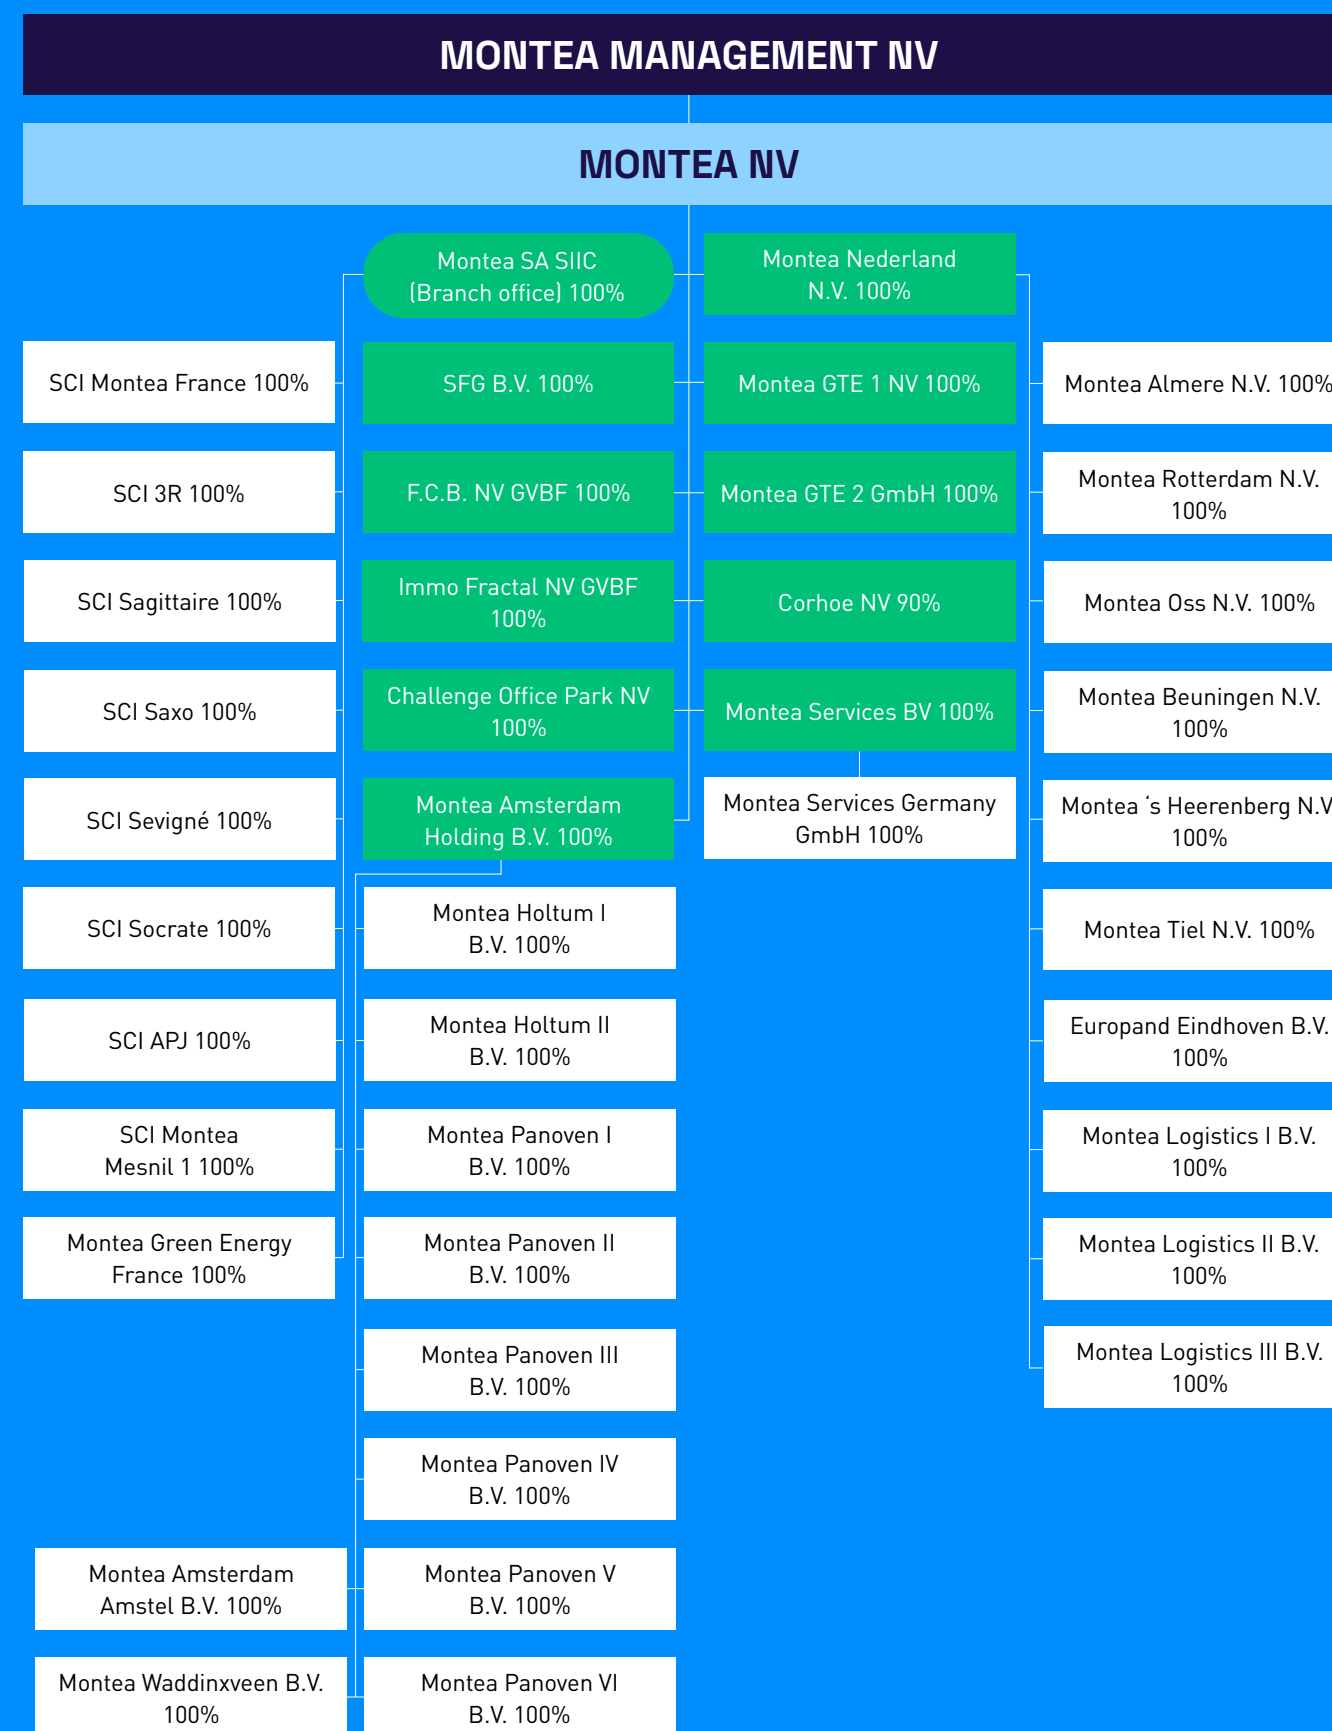 MONTEA MANAGEMENT NV
MONTEA NV
Montea SA SIIC
(Branch office) 100%
Montea Nederland
N.V. 100%
SCI Montea France 100%
SFG B.V. 100%
Montea GTE 1 NV 100%
Montea Almere N.V. 100%
SCI 3R 100%
F.C.B. NV GVBF 100%
Montea GTE 2 GmbH 100%
Montea Rotterdam N.V.
100%
SCI Sagittaire 100%
Immo Fractal NV GVBF
100%
Corhoe NV 90%
Montea Oss N.V. 100%
SCI Saxo 100%
Challenge Office Park NV
100%
Montea Services BV 100%
Montea Beuningen N.V.
100%
SCI Sevigné 100%
Montea Amsterdam
Holding B.V. 100%
Montea Services Germany
GmbH 100%
Montea ‘s Heerenberg N.V
100%
SCI Socrate 100%
Montea Holtum I
B.V. 100%
Montea Tiel N.V. 100%
SCI APJ 100%
Montea Holtum II
B.V. 100%
Europand Eindhoven B.V.
100%
SCI Montea
Mesnil 1 100%
Montea Panoven I
B.V. 100%
Montea Logistics I B.V.
100%
Montea Green Energy
France 100%
Montea Panoven II
B.V. 100%
Montea Logistics II B.V.
100%
Montea Panoven III
B.V. 100%
Montea Logistics III B.V.
100%
Montea Panoven IV
B.V. 100%
Montea Amsterdam
Amstel B.V. 100%
Montea Panoven V
B.V. 100%
Montea Waddinxveen B.V.
100%
Montea Panoven VI
B.V. 100%